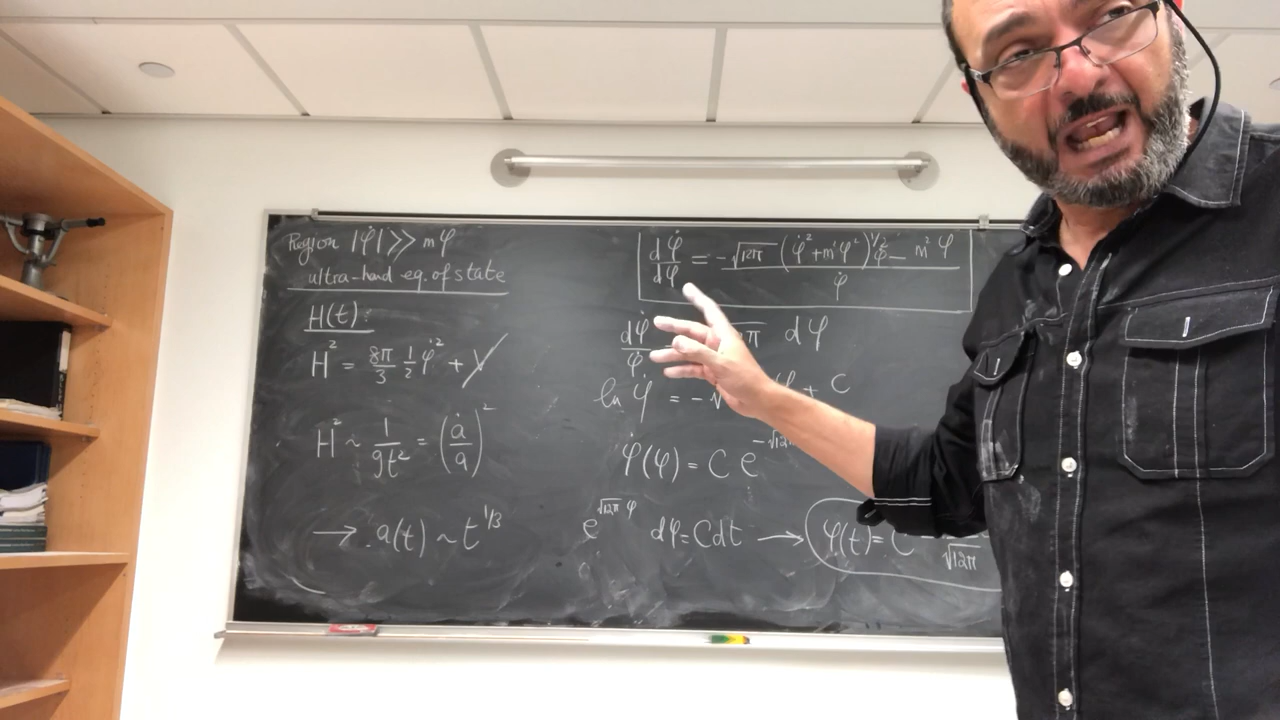 Region |φ̇| >> mφ
ultra-hard eq. of state
H(t):
H² = 8π/3 1/2 φ̇² + V
H² ~ 1/9t² = (ȧ/a)²
→ a(t) ~ t^1/3
dφ̇/dφ = -√12π (φ̇²+m²φ²)^1/2 φ̇ - m²φ / φ̇
dφ̇/φ̇ dφ
ln φ̇ = -√ φ + C
φ̇(φ) = C e^-√12π
e^√12π φ dφ = C dt → φ(t) = C √12π